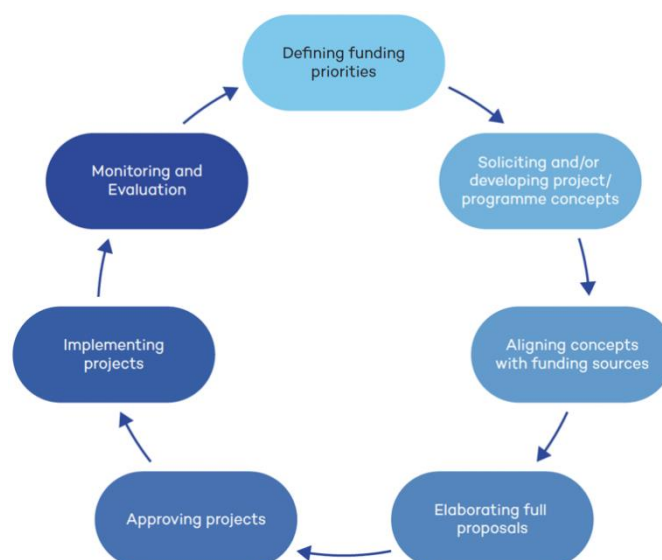 Defining funding
priorities
Soliciting and/or
developing project/
programme concepts
Aligning concepts
with funding sources
Elaborating full
proposals
Approving projects
Implementing
projects
Monitoring and
Evaluation